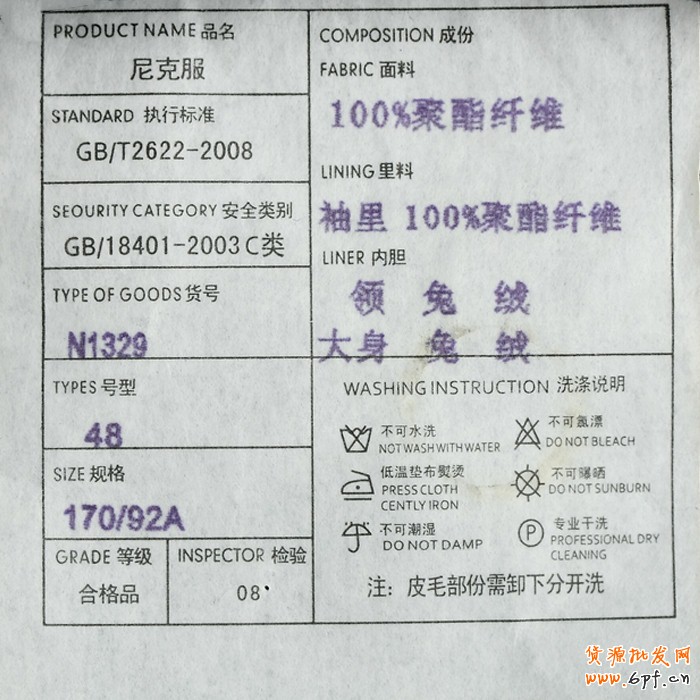 PRODUCT NAME 品名
尼克服
STANDARD 执行标准
GB/T2622-2008
SEOURITY CATEGORY 安全类别
GB/18401-2003C类
TYPE OF GOODS 货号
N1329
TYPES 号型
48
SIZE 规格
170/92A
GRADE 等级
合格品
INSPECTOR 检验
08
COMPOSITION 成份
FABRIC 面料
100%聚酯纤维
LINING 里料
袖里 100%聚酯纤维
LINER 内胆
领 兔 绒
大身 兔 绒
WASHING INSTRUCTION 洗涤说明
不可水洗
NOT WASH WITH WATER
不可氯漂
DO NOT BLEACH
低温垫布熨烫
PRESS CLOTH
CENTLY IRON
不可曝晒
DO NOT SUNBURN
不可潮湿
DO NOT DAMP
P
专业干洗
PROFESSIONAL DRY
CLEANING
注：皮毛部份需卸下分开洗
货源批发网
www.6pf.cn